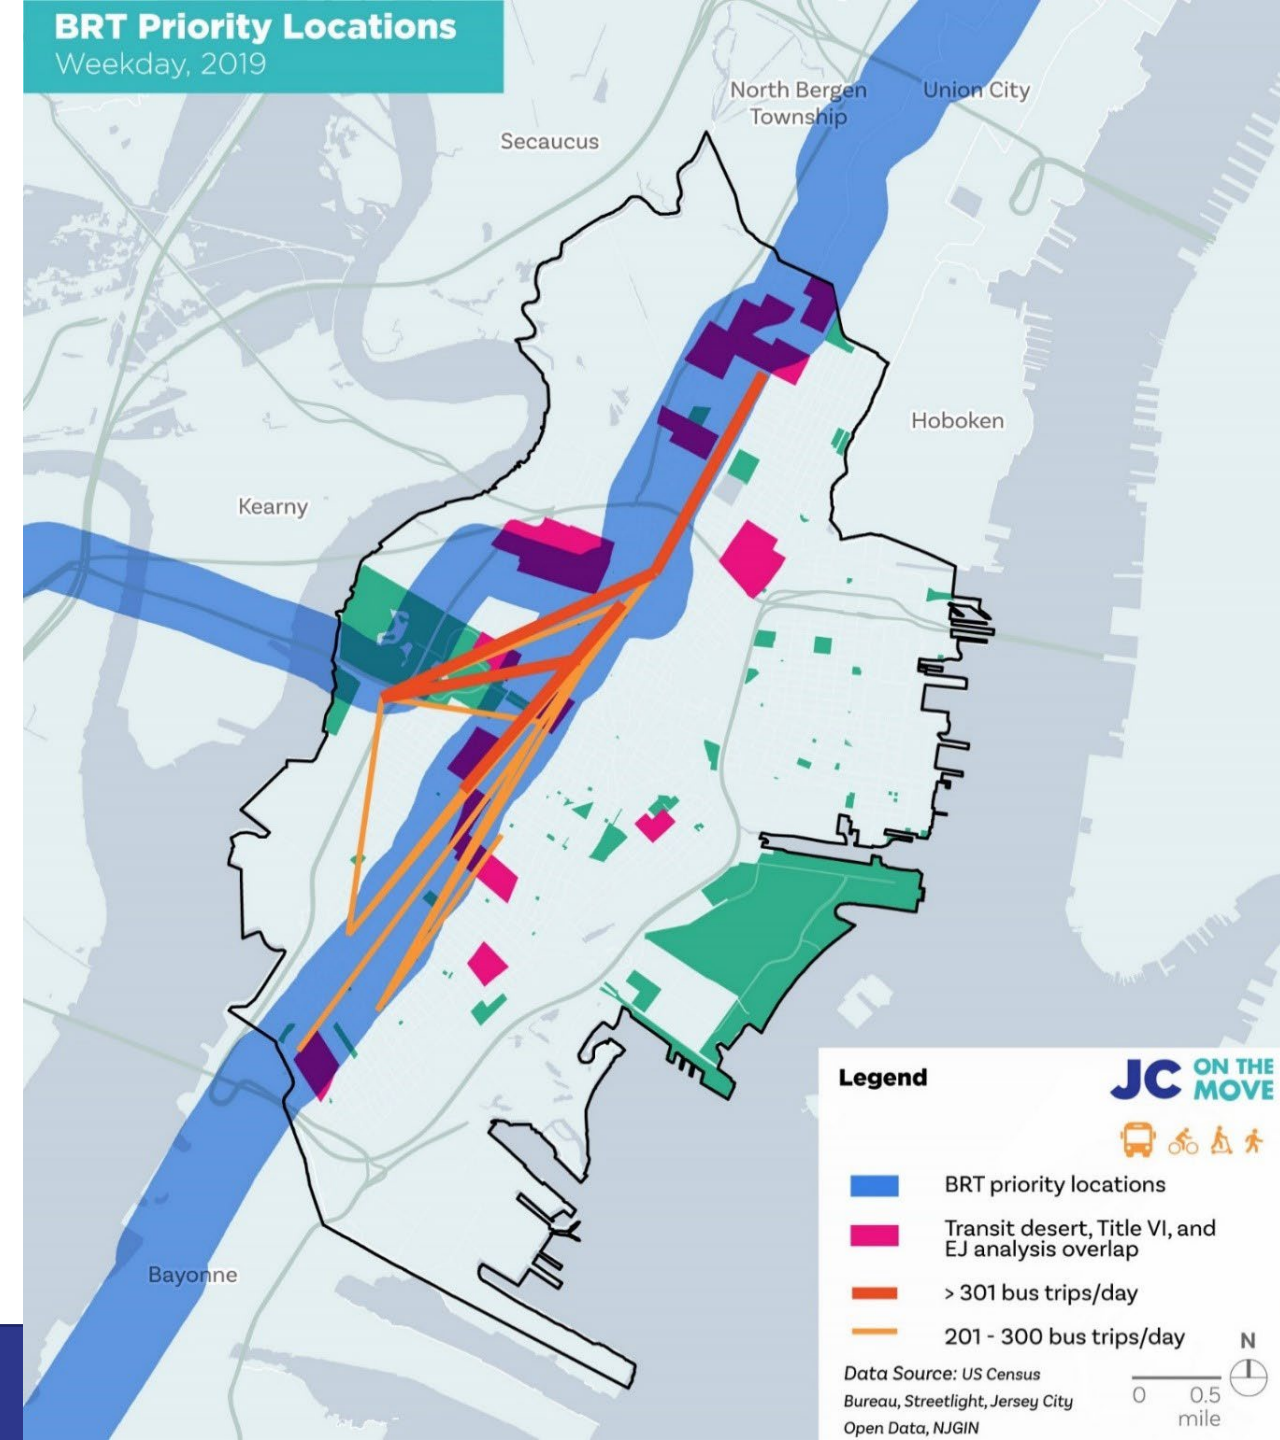 BRT Priority Locations
Weekday, 2019
North Bergen
Township
Union City
Secaucus
Hoboken
Kearny
Bayonne
Legend
JC ON THE
MOVE
BRT priority locations
Transit desert, Title VI, and
EJ analysis overlap
> 301 bus trips/day
201 - 300 bus trips/day
N
Data Source: US Census
Bureau, Streetlight, Jersey City
Open Data, NJGIN
0 0.5
mile